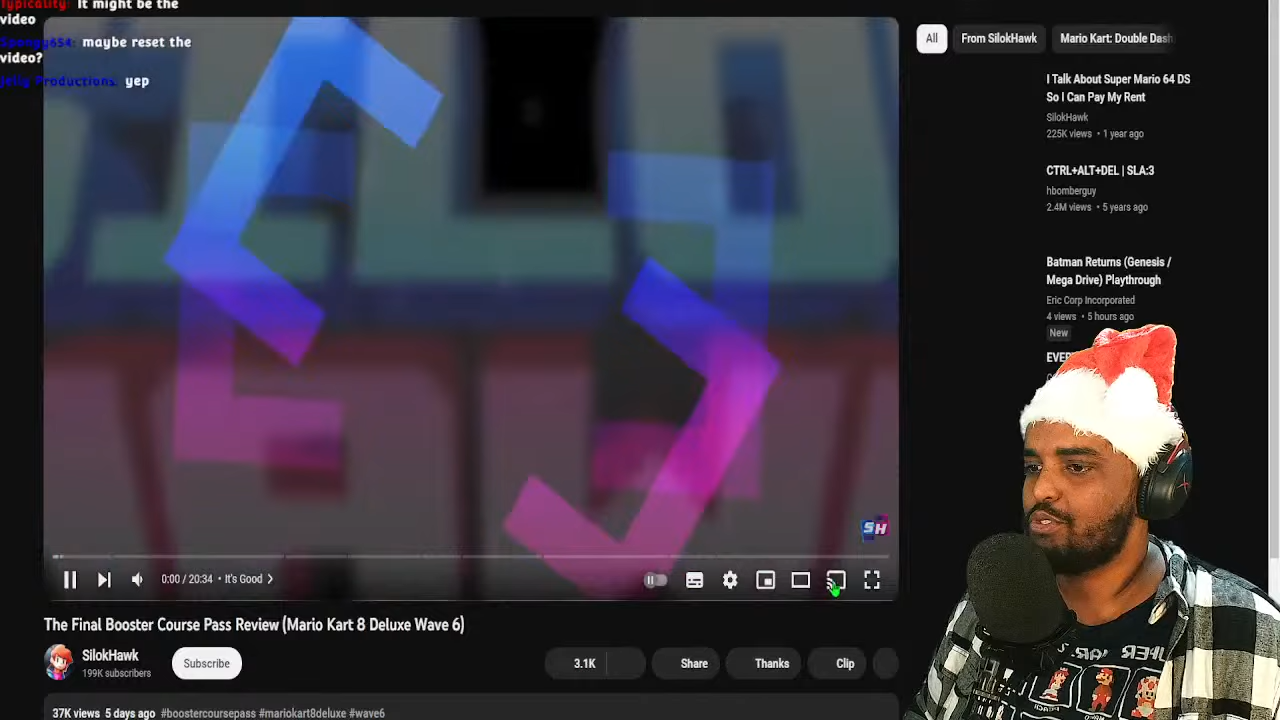 Typicality: It might be the
video
Spongy654: maybe reset the
video?
Jelly Productions: yep
All
From SilokHawk
Mario Kart: Double Dash
I Talk About Super Mario 64 DS
So I Can Pay My Rent
SilokHawk
225K views • 1 year ago
CTRL+ALT+DEL | SLA:3
hbomberguy
2.4M views • 5 years ago
Batman Returns (Genesis /
Mega Drive) Playthrough
Eric Corp Incorporated
4 views • 5 hours ago
New
SH
0:00 / 20:34 • It's Good
The Final Booster Course Pass Review (Mario Kart 8 Deluxe Wave 6)
SilokHawk
199K subscribers
Subscribe
3.1K
Share
Thanks
Clip
37K views 5 days ago #boostercoursepass #mariokart8deluxe #wave6